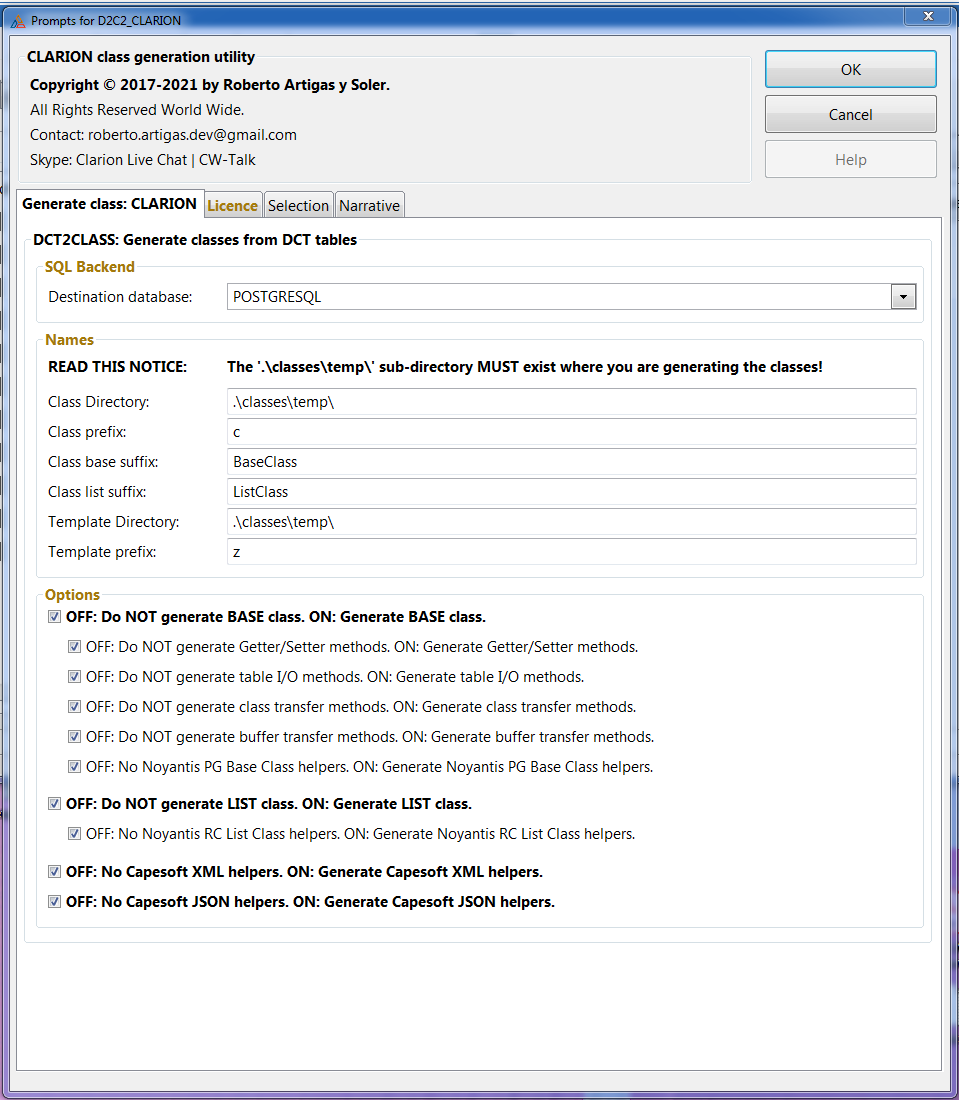 Prompts for D2C2_CLARION
CLARION class generation utility
Copyright © 2017-2021 by Roberto Artigas y Soler.
All Rights Reserved World Wide.
Contact: roberto.artigas.dev@gmail.com
Skype: Clarion Live Chat | CW-Talk
OK
Cancel
Help
Generate class: CLARION Licence Selection Narrative
DCT2CLASS: Generate classes from DCT tables
SQL Backend
Destination database: POSTGRESQL
Names
READ THIS NOTICE: The '.\classes\temp\' sub-directory MUST exist where you are generating the classes!
Class Directory: .\classes\temp\
Class prefix: c
Class base suffix: BaseClass
Class list suffix: ListClass
Template Directory: .\classes\temp\
Template prefix: z
Options
OFF: Do NOT generate BASE class. ON: Generate BASE class.
OFF: Do NOT generate Getter/Setter methods. ON: Generate Getter/Setter methods.
OFF: Do NOT generate table I/O methods. ON: Generate table I/O methods.
OFF: Do NOT generate class transfer methods. ON: Generate class transfer methods.
OFF: Do NOT generate buffer transfer methods. ON: Generate buffer transfer methods.
OFF: No Noyantis PG Base Class helpers. ON: Generate Noyantis PG Base Class helpers.
OFF: Do NOT generate LIST class. ON: Generate LIST class.
OFF: No Noyantis RC List Class helpers. ON: Generate Noyantis RC List Class helpers.
OFF: No Capesoft XML helpers. ON: Generate Capesoft XML helpers.
OFF: No Capesoft JSON helpers. ON: Generate Capesoft JSON helpers.